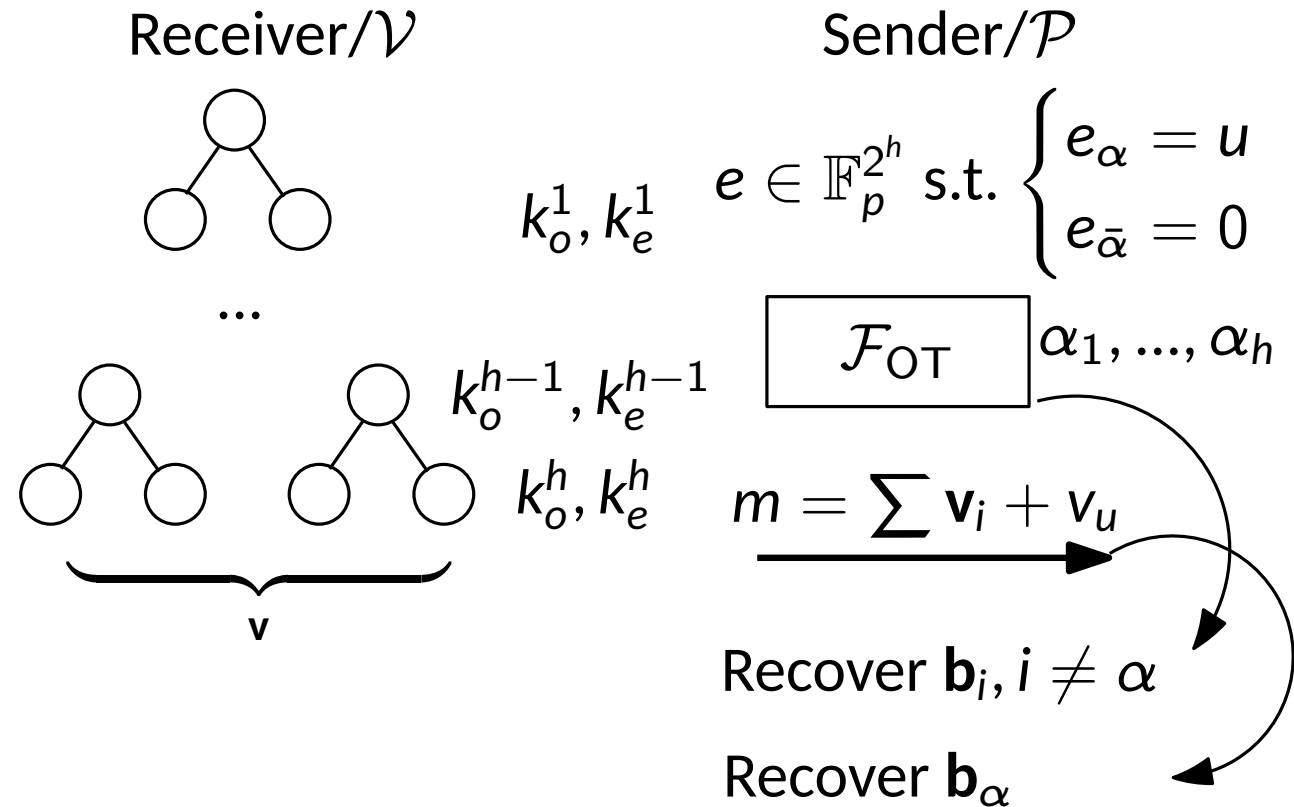 Receiver/𝒱
Sender/𝒫
e ∈ 𝔽_p^{2^h} s.t. { e_α = u
e_ᾱ = 0
k_o^1, k_e^1
...
ℱ_OT
α_1, ..., α_h
k_o^{h−1}, k_e^{h−1}
k_o^h, k_e^h
m = ∑ v_i + v_u
v
Recover b_i, i ≠ α
Recover b_α